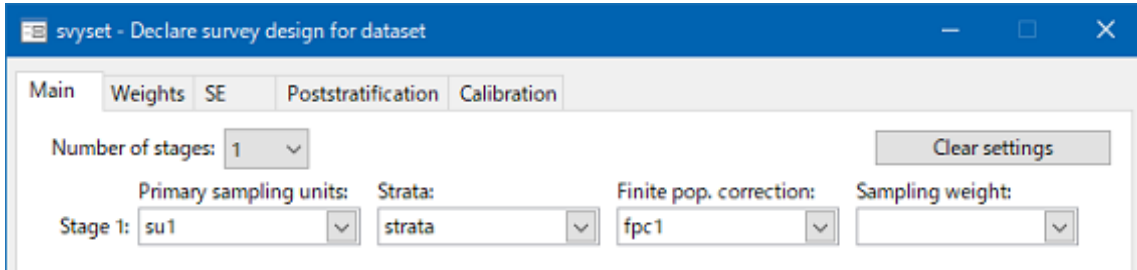 svyset - Declare survey design for dataset
Main Weights SE Poststratification Calibration
Number of stages: 1 Clear settings
Primary sampling units: Strata: Finite pop. correction: Sampling weight:
Stage 1: su1 strata fpc1